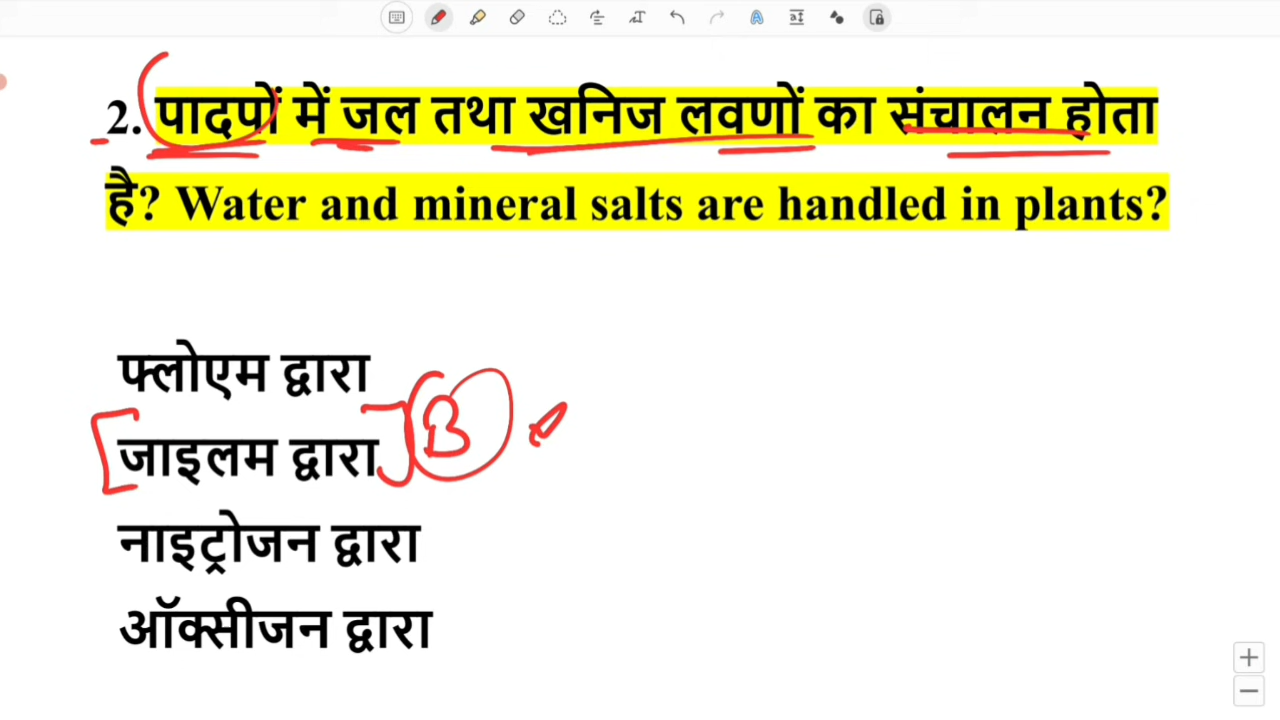 2. पादपों में जल तथा खनिज लवणों का संचालन होता
है? Water and mineral salts are handled in plants?
फ्लोएम द्वारा
जाइलम द्वारा B
नाइट्रोजन द्वारा
ऑक्सीजन द्वारा